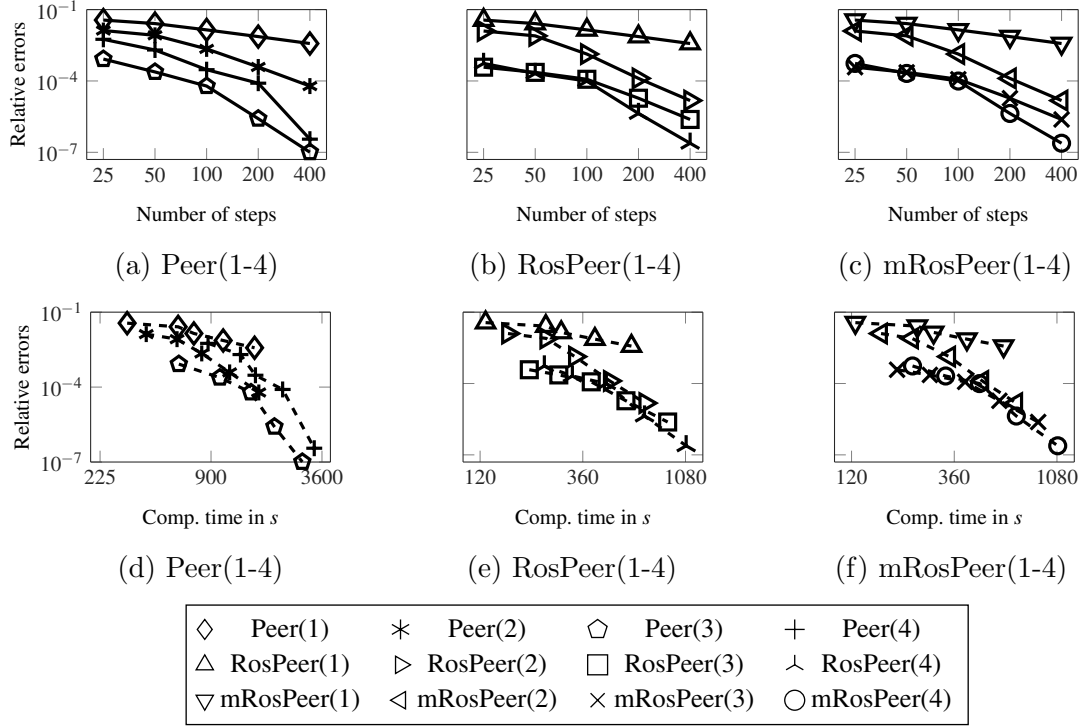 10^{-1}
10^{-4}
10^{-7}
Relative errors
25 50 100 200 400
Number of steps
(a) Peer(1-4)
25 50 100 200 400
Number of steps
(b) RosPeer(1-4)
25 50 100 200 400
Number of steps
(c) mRosPeer(1-4)
10^{-1}
10^{-4}
10^{-7}
Relative errors
225 900 3600
Comp. time in s
(d) Peer(1-4)
120 360 1080
Comp. time in s
(e) RosPeer(1-4)
120 360 1080
Comp. time in s
(f) mRosPeer(1-4)
Peer(1) Peer(2) Peer(3) Peer(4)
RosPeer(1) RosPeer(2) RosPeer(3) RosPeer(4)
mRosPeer(1) mRosPeer(2) mRosPeer(3) mRosPeer(4)